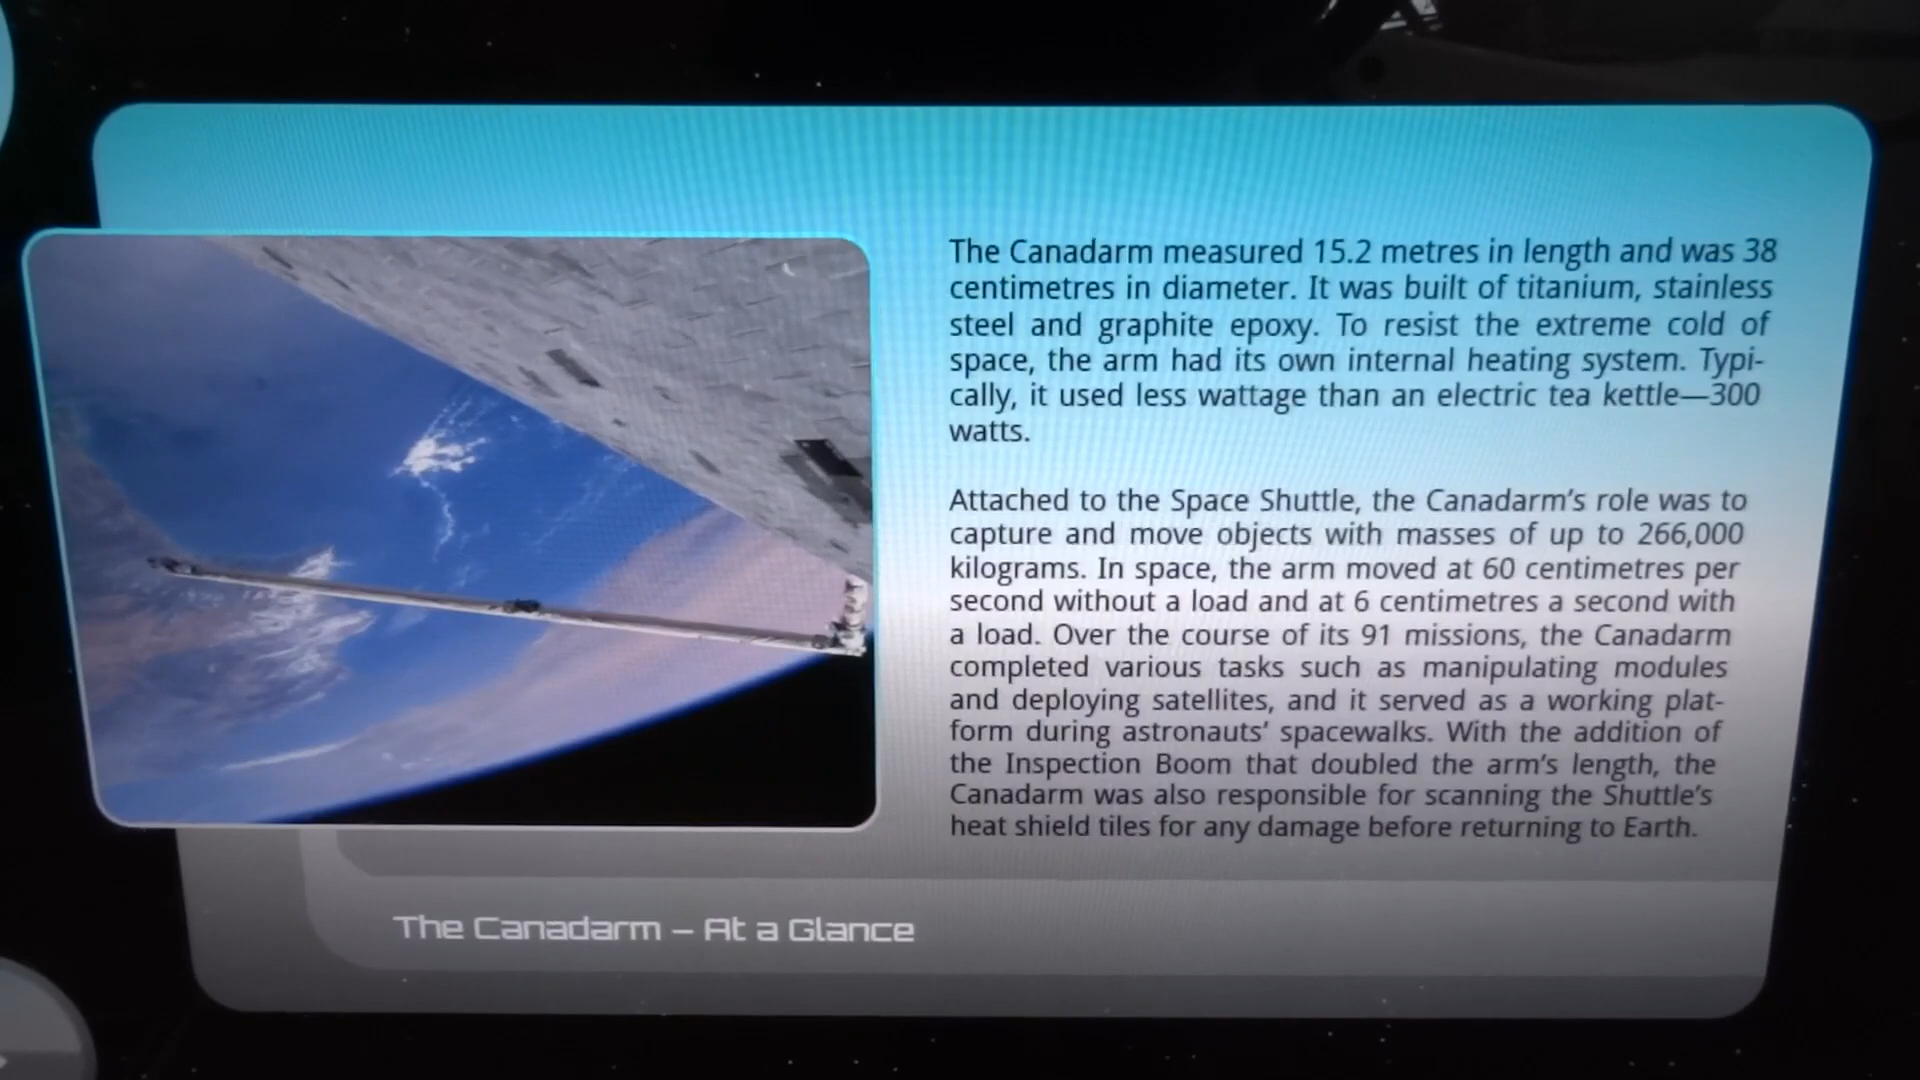 The Canadarm measured 15.2 metres in length and was 38
centimetres in diameter. It was built of titanium, stainless
steel and graphite epoxy. To resist the extreme cold of
space, the arm had its own internal heating system. Typi-
cally, it used less wattage than an electric tea kettle—300
watts.
Attached to the Space Shuttle, the Canadarm’s role was to
capture and move objects with masses of up to 266,000
kilograms. In space, the arm moved at 60 centimetres per
second without a load and at 6 centimetres a second with
a load. Over the course of its 91 missions, the Canadarm
completed various tasks such as manipulating modules
and deploying satellites, and it served as a working plat-
form during astronauts’ spacewalks. With the addition of
the Inspection Boom that doubled the arm’s length, the
Canadarm was also responsible for scanning the Shuttle’s
heat shield tiles for any damage before returning to Earth.
The Canadarm – At a Glance